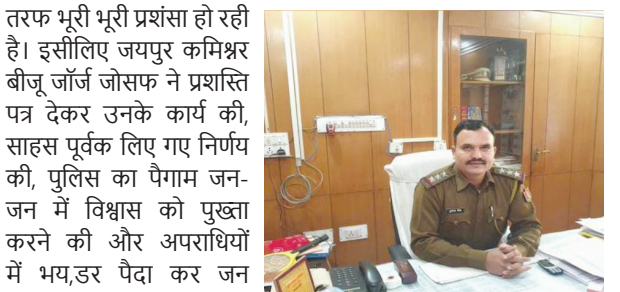 तरफ भूरी भूरी प्रशंसा हो रही
है। इसीलिए जयपुर कमिश्नर
बीजू जॉर्ज जोसफ ने प्रशस्ति
पत्र देकर उनके कार्य की,
साहस पूर्वक लिए गए निर्णय
की, पुलिस का पैगाम जन-
जन में विश्वास को पुख्ता
करने की और अपराधियों
में भय,डर पैदा कर जन